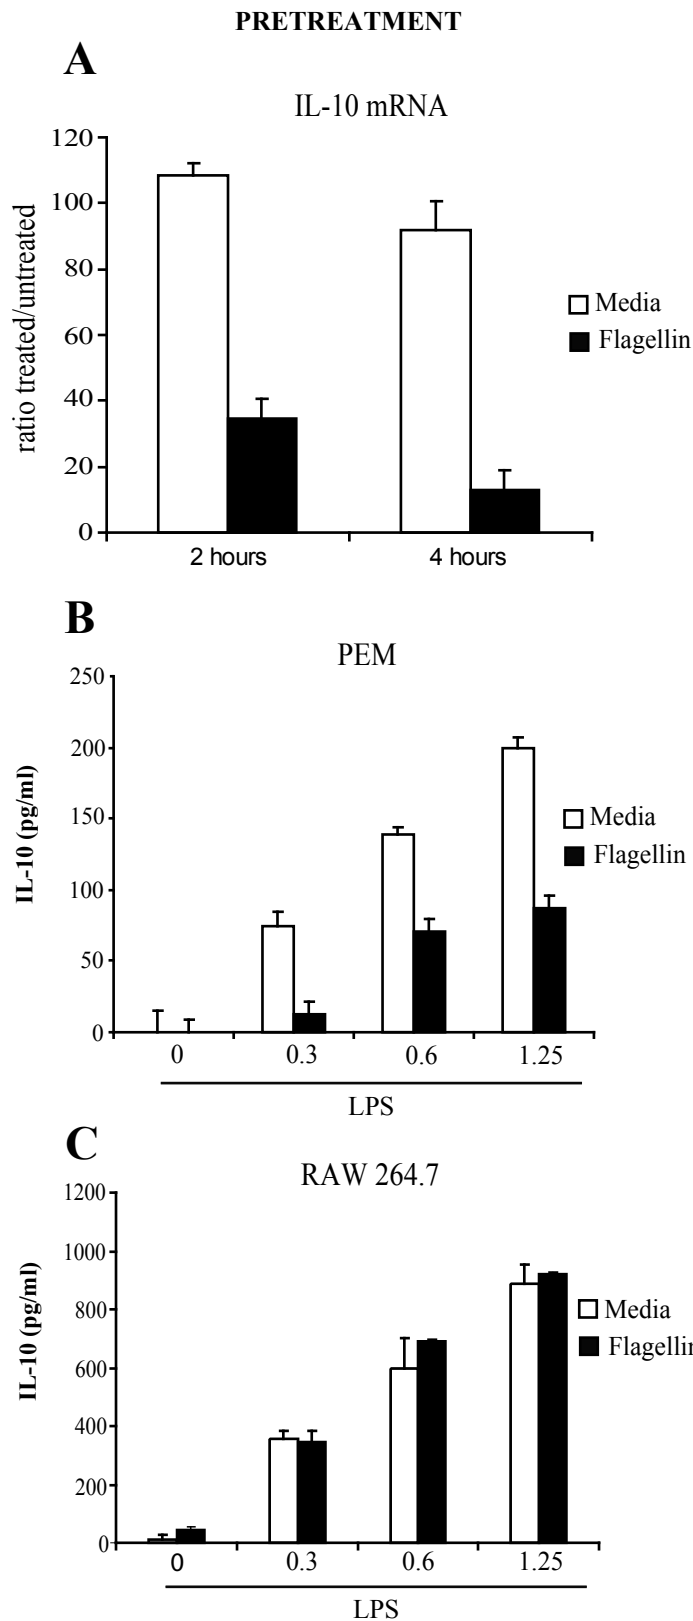 PRETREATMENT
A
IL-10 mRNA
120
100
80
60
40
20
0
ratio treated/untreated
2 hours
4 hours
Media
Flagellin
B
PEM
250
200
150
100
50
0
IL-10 (pg/ml)
0 0.3 0.6 1.25
LPS
Media
Flagellin
C
RAW 264.7
1200
1000
800
600
400
200
0
IL-10 (pg/ml)
0 0.3 0.6 1.25
LPS
Media
Flagellin